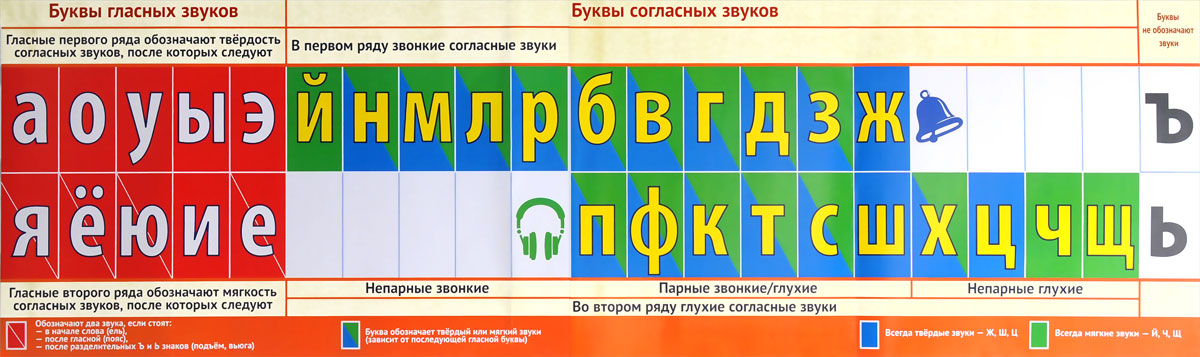 Буквы гласных звуков
Буквы согласных звуков
Буквы
не обозначают
звуки
Гласные первого ряда обозначают твёрдость
согласных звуков, после которых следуют
В первом ряду звонкие согласные звуки
а о у ы э й н м л р б в г д з ж Ъ
я ё ю и е п ф к т с ш х ц ч щ Ь
Гласные второго ряда обозначают мягкость
согласных звуков, после которых следуют
Непарные звонкие
Парные звонкие/глухие
Непарные глухие
Во втором ряду глухие согласные звуки
Обозначают два звука, если стоят:
— в начале слова (ёль),
— после гласной (пояс),
— после разделительных Ъ и Ь знаков (подъём, вьюга)
Буква обозначает твёрдый или мягкий звуки
(зависит от последующей гласной буквы)
Всегда твёрдые звуки — Ж, Ш, Ц
Всегда мягкие звуки — Й, Ч, Щ